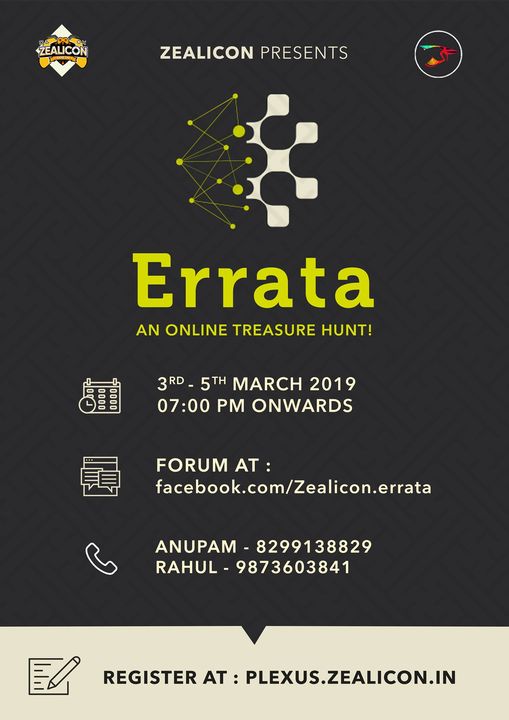 ZEALICON
ZEALICON PRESENTS
Errata
AN ONLINE TREASURE HUNT!
3RD - 5TH MARCH 2019
07:00 PM ONWARDS
FORUM AT :
facebook.com/Zealicon.errata
ANUPAM - 8299138829
RAHUL - 9873603841
REGISTER AT : PLEXUS.ZEALICON.IN